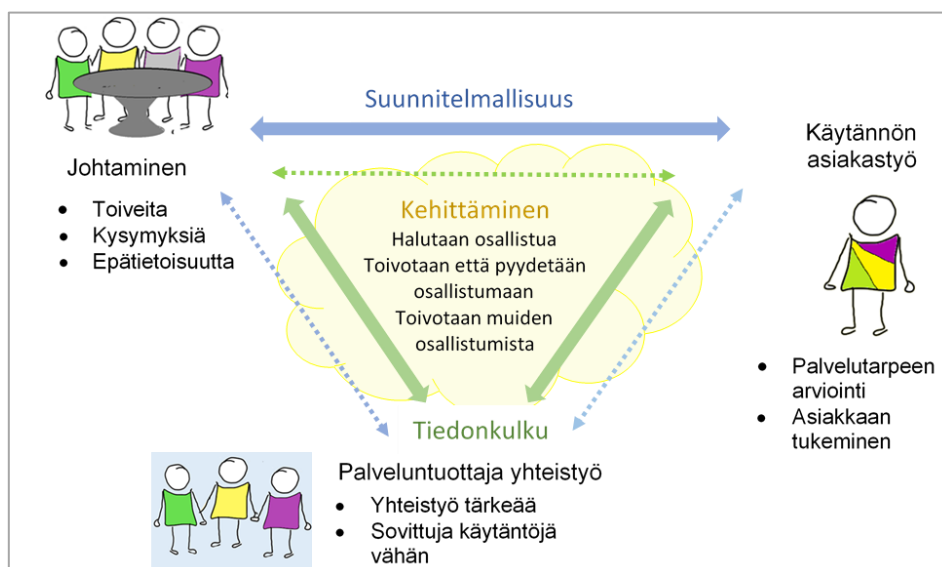 Suunnitelmallisuus
Johtaminen
• Toiveita
• Kysymyksiä
• Epätietoisuutta
Kehittäminen
Halutaan osallistua
Toivotaan että pyydetään
osallistumaan
Toivotaan muiden
osallistumista
Käytännön
asiakastyö
• Palvelutarpeen
arviointi
• Asiakkaan
tukeminen
Tiedonkulku
Palveluntuottaja yhteistyö
• Yhteistyö tärkeää
• Sovittuja käytäntöjä
vähän